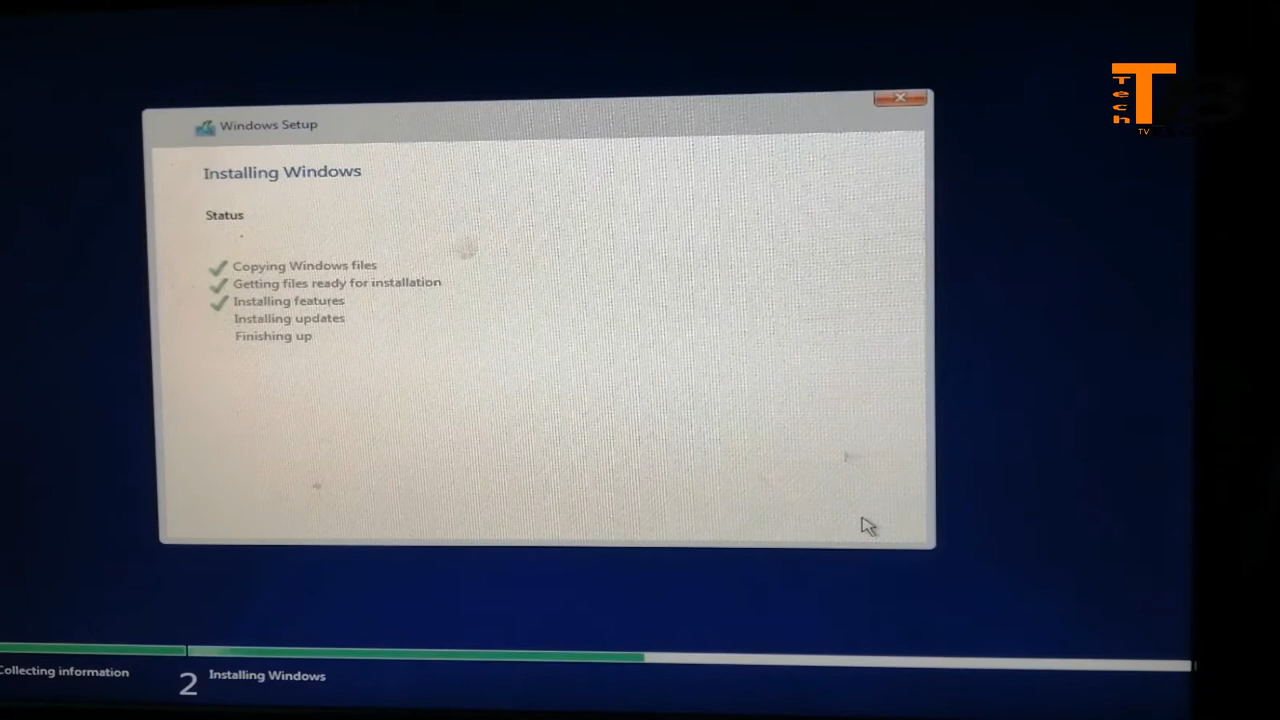 T
Tech
TV
Windows Setup
Installing Windows
Status
Copying Windows files
Getting files ready for installation
Installing features
Installing updates
Finishing up
Collecting information
2 Installing Windows